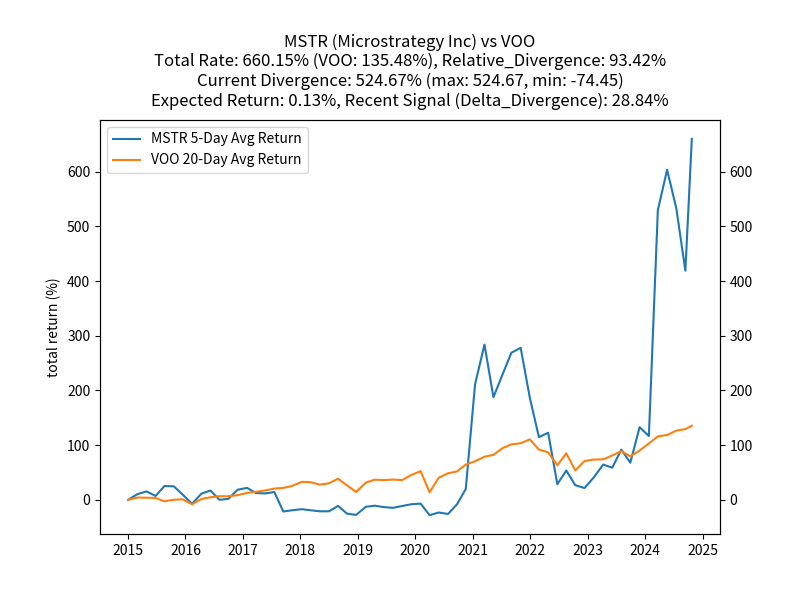 MSTR (Microstrategy Inc) vs VOO
Total Rate: 660.15% (VOO: 135.48%), Relative_Divergence: 93.42%
Current Divergence: 524.67% (max: 524.67, min: -74.45)
Expected Return: 0.13%, Recent Signal (Delta_Divergence): 28.84%
MSTR 5-Day Avg Return
VOO 20-Day Avg Return
total return (%)
600 600
500 500
400 400
300 300
200 200
100 100
0 0
2015 2016 2017 2018 2019 2020 2021 2022 2023 2024 2025